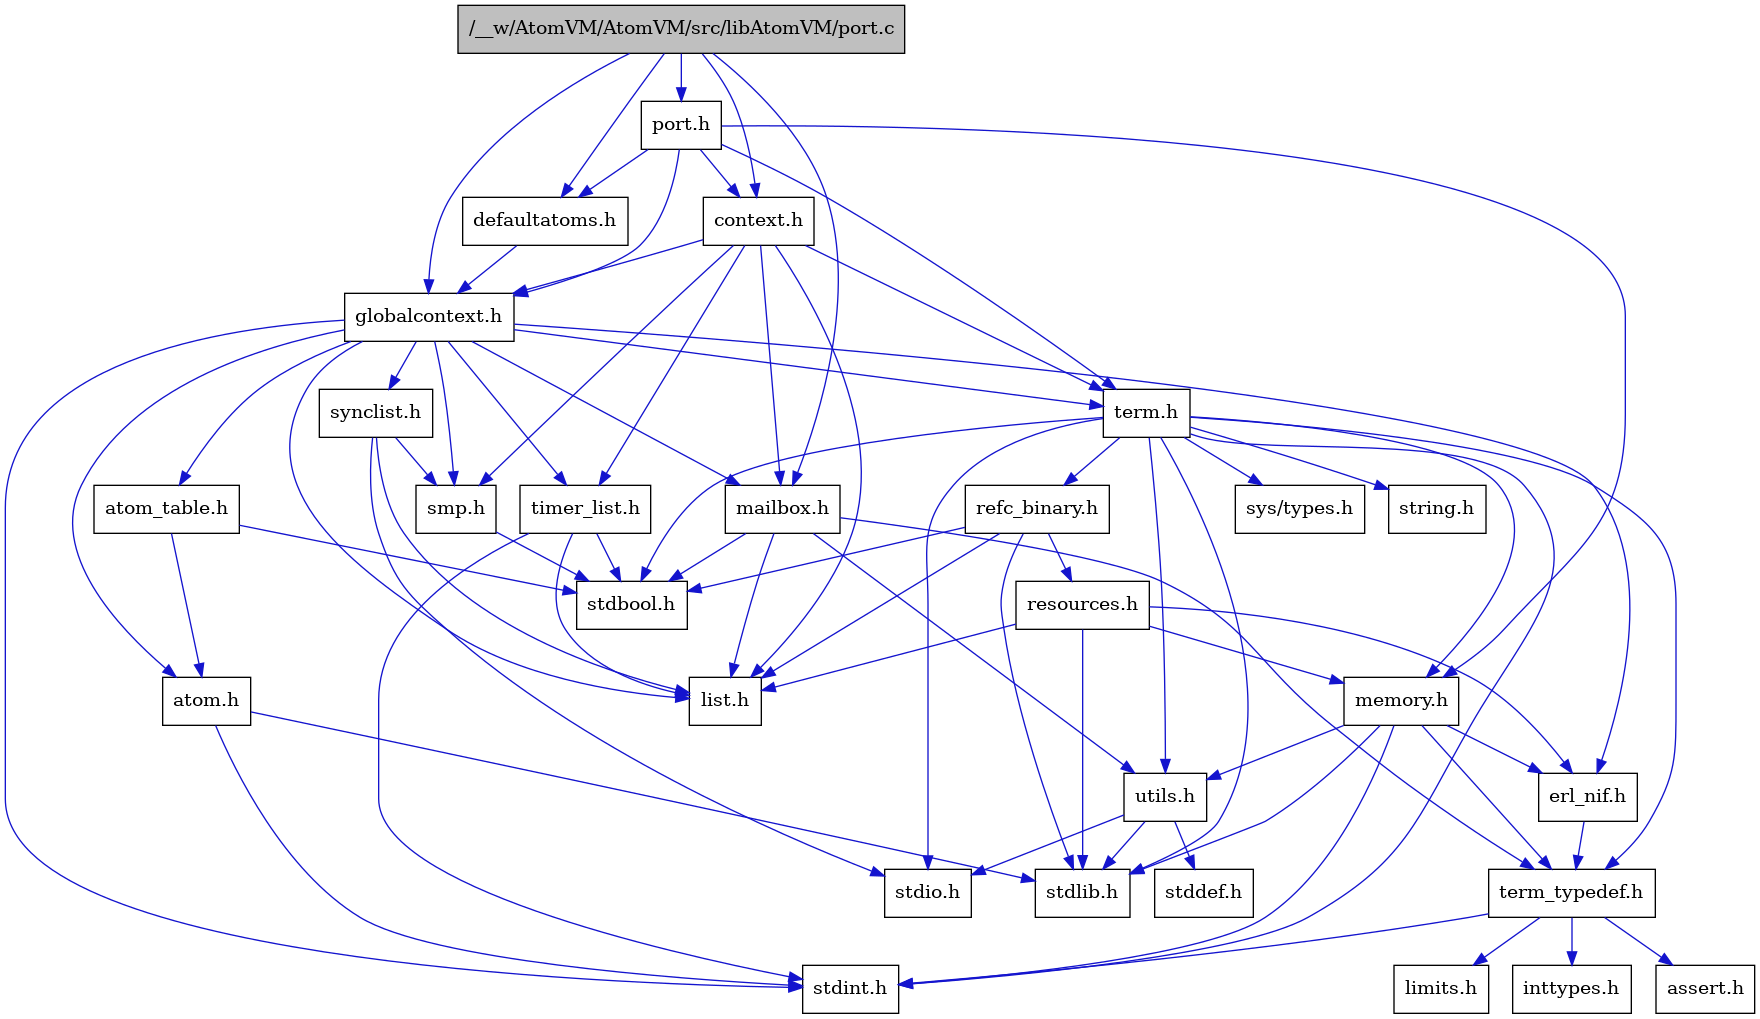 /__w/AtomVM/AtomVM/src/libAtomVM/port.c
port.h
defaultatoms.h
context.h
globalcontext.h
synclist.h
term.h
atom_table.h
smp.h
timer_list.h
mailbox.h
refc_binary.h
sys/types.h
string.h
stdbool.h
resources.h
atom.h
list.h
memory.h
utils.h
erl_nif.h
stdio.h
stdlib.h
stddef.h
term_typedef.h
stdint.h
limits.h
inttypes.h
assert.h